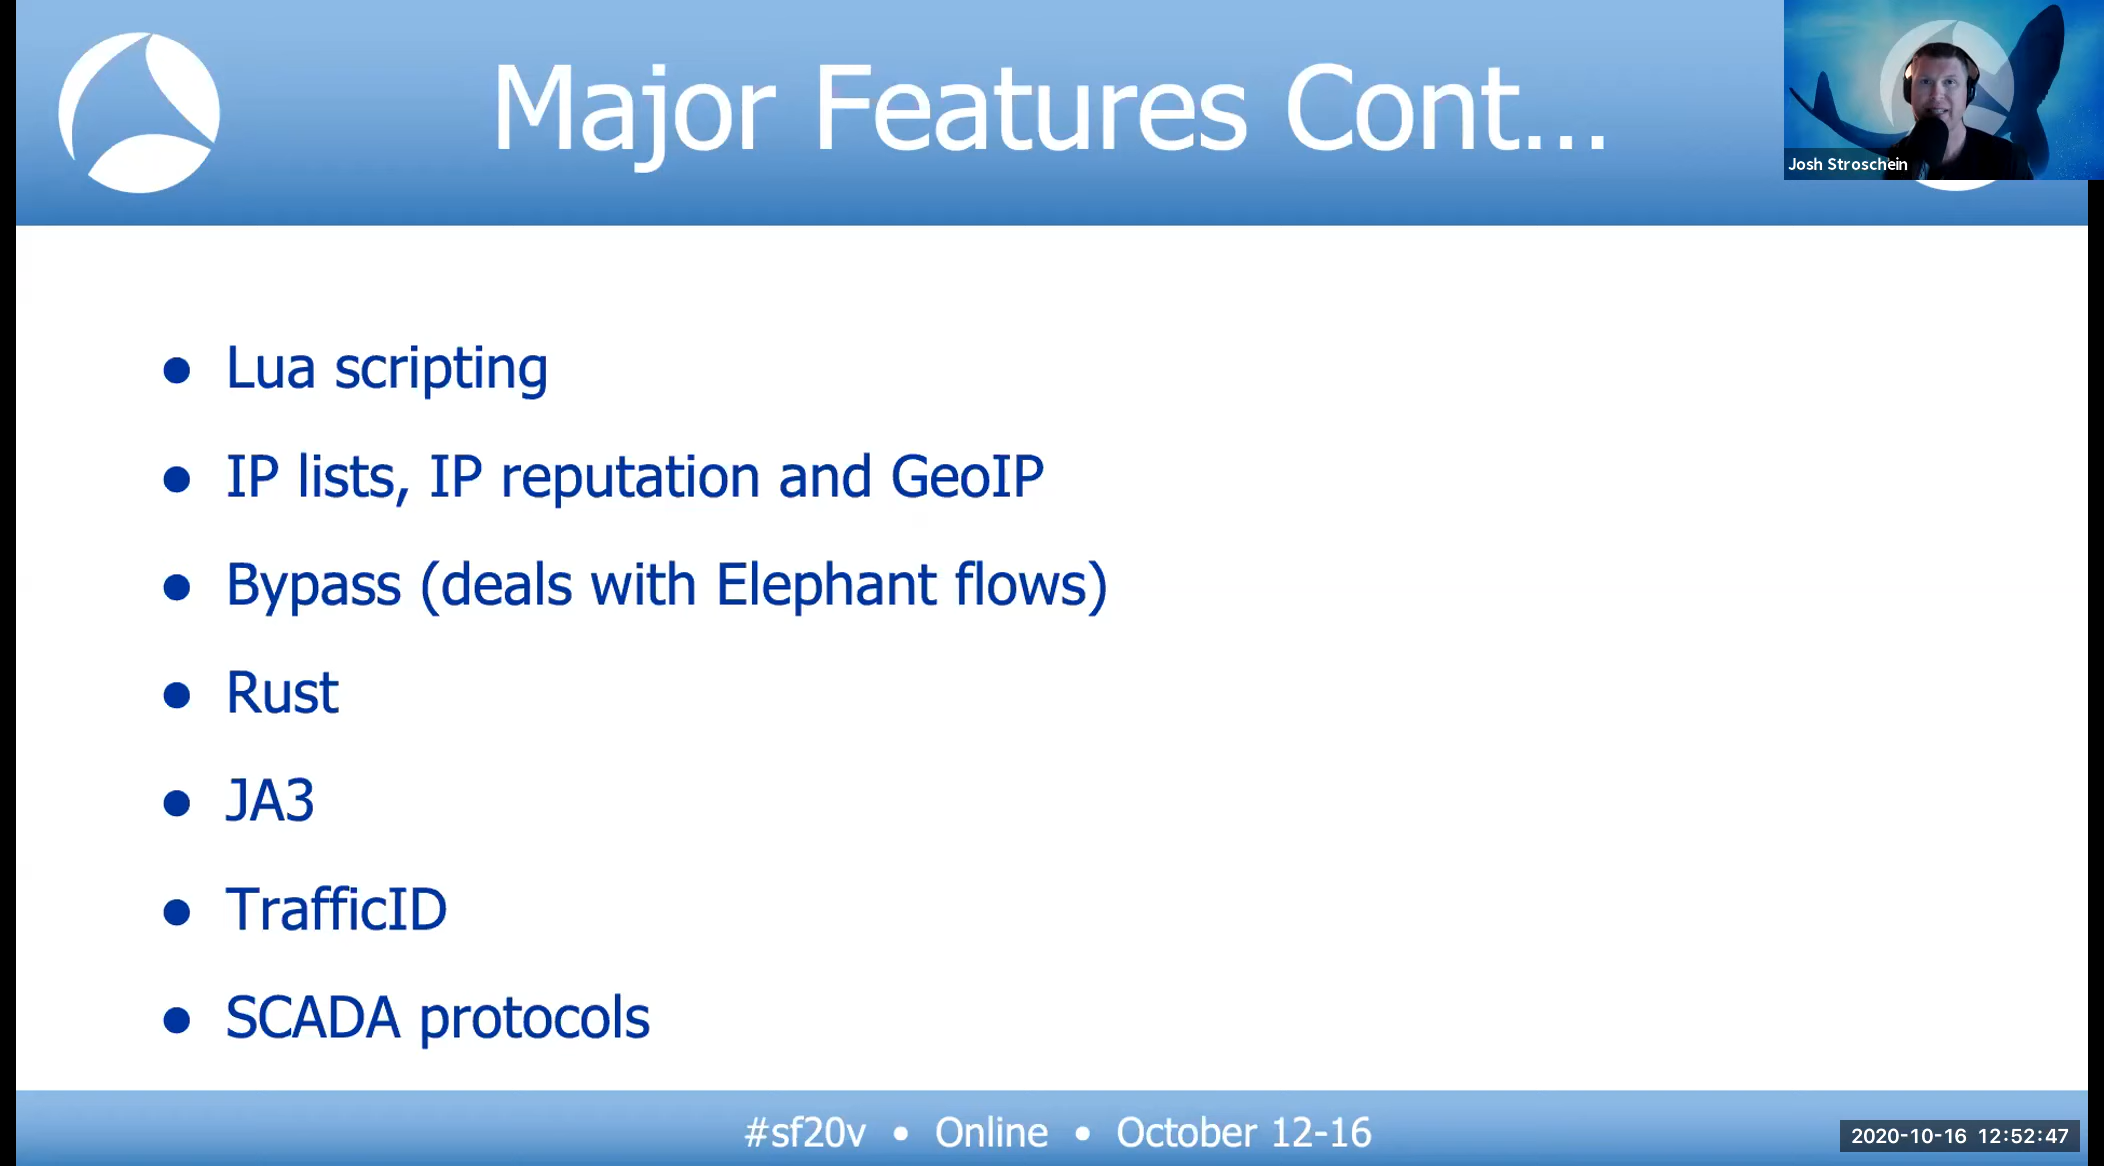 Major Features Cont...
Josh Stroschein
● Lua scripting
● IP lists, IP reputation and GeoIP
● Bypass (deals with Elephant flows)
● Rust
● JA3
● TrafficID
● SCADA protocols
#sf20v • Online • October 12-16
2020-10-16 12:52:47